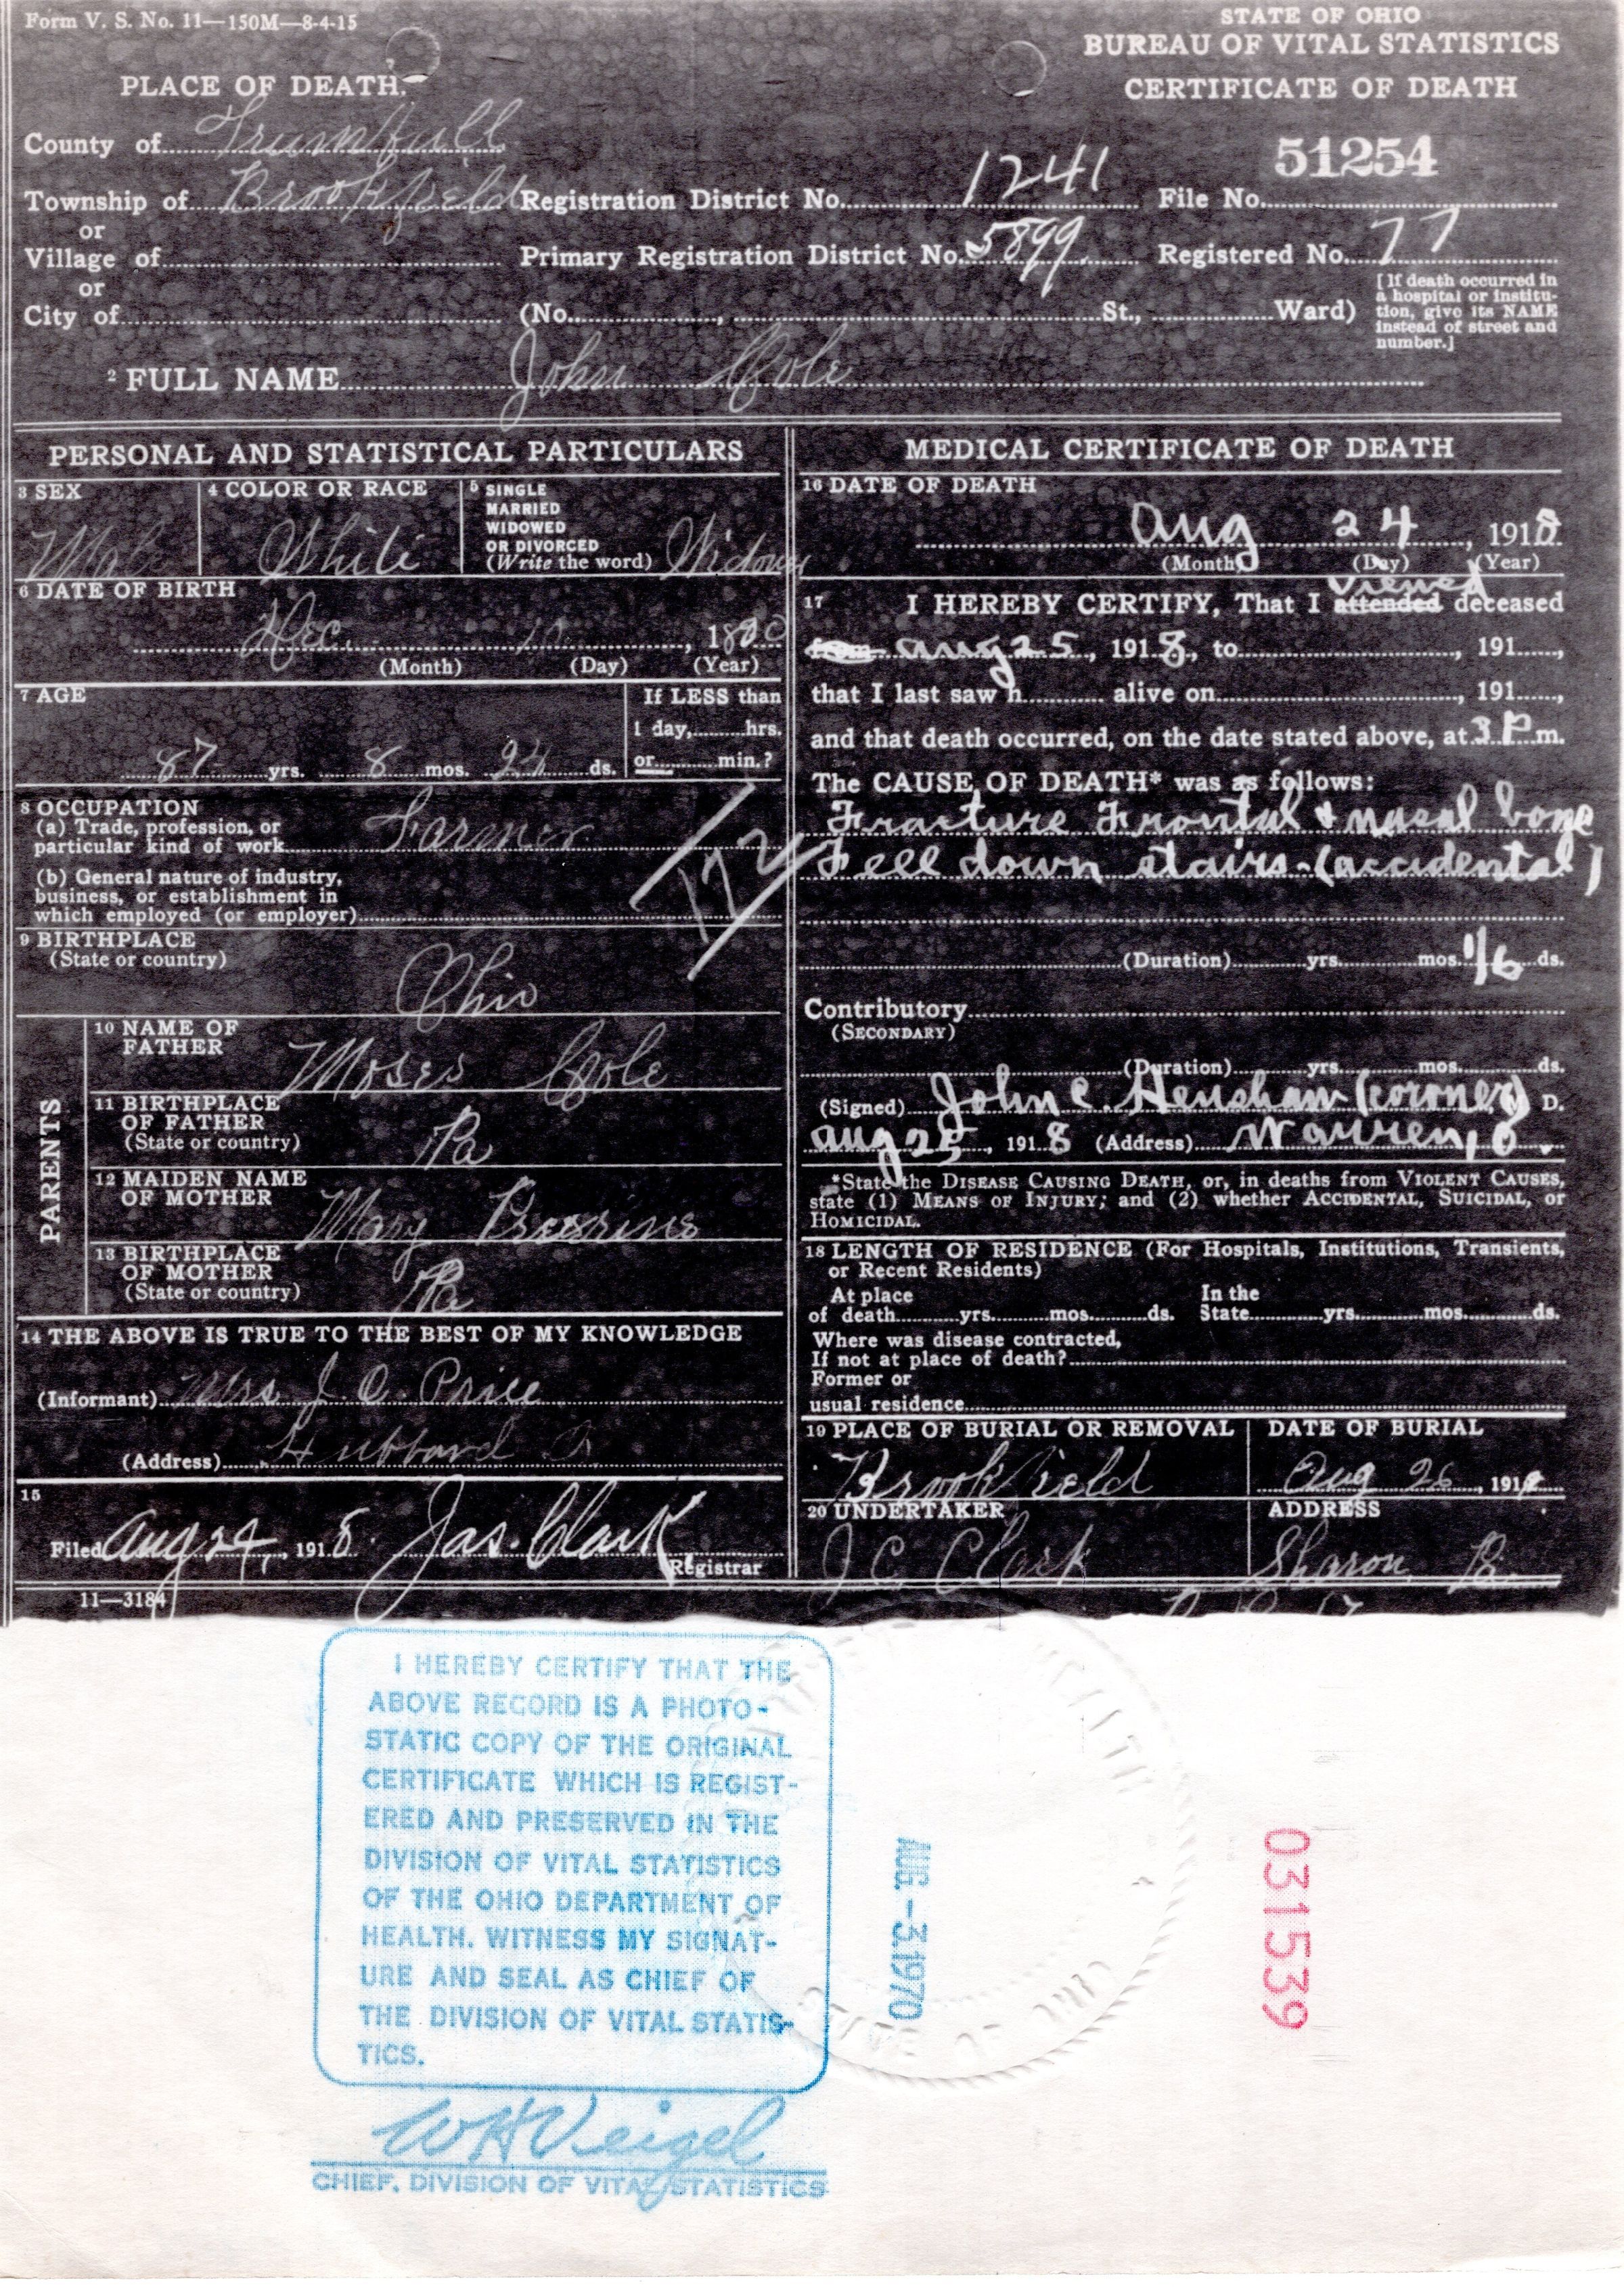 Form V. S. No. 11—150M—8-4-15
STATE OF OHIO
BUREAU OF VITAL STATISTICS
CERTIFICATE OF DEATH
PLACE OF DEATH.
County of Trumbull
51254
Township of Brookfield Registration District No. 1241 File No.
or
Village of Primary Registration District No. 5899 Registered No. 77
or
City of (No. , St., Ward)
[If death occurred in
a hospital or institu-
tion, give its NAME
instead of street and
number.]
2 FULL NAME John Cole
PERSONAL AND STATISTICAL PARTICULARS
3 SEX
Male
4 COLOR OR RACE
White
5 SINGLE
MARRIED
WIDOWED
OR DIVORCED
(Write the word) Widow
6 DATE OF BIRTH
Dec. , 18
(Month) (Day) (Year)
7 AGE
87 yrs. 8 mos. ds.
If LESS than
1 day, hrs.
or min.?
8 OCCUPATION
(a) Trade, profession, or
particular kind of work Farmer
(b) General nature of industry,
business, or establishment in
which employed (or employer)
172
9 BIRTHPLACE
(State or country)
Ohio
PARENTS
10 NAME OF
FATHER
Moses Cole
11 BIRTHPLACE
OF FATHER
(State or country)
Pa
12 MAIDEN NAME
OF MOTHER
Mary
13 BIRTHPLACE
OF MOTHER
(State or country)
Pa
14 THE ABOVE IS TRUE TO THE BEST OF MY KNOWLEDGE
(Informant) Mrs. J. O. Price
(Address) Hubbard O.
15
Filed Aug 24, 1918. Jas. Clark
Registrar
11—3184
MEDICAL CERTIFICATE OF DEATH
16 DATE OF DEATH
Aug 24, 1918
(Month) (Day) (Year)
viewed
17 I HEREBY CERTIFY, That I attended deceased
from Aug 25, 1918, to , 191 ,
that I last saw h alive on , 191 ,
and that death occurred, on the date stated above, at 3 P m.
The CAUSE OF DEATH* was as follows:
Fracture Frontal & nasal bone
Fell down stairs (accidental)
(Duration) yrs. mos. 1/6 ds.
Contributory
(SECONDARY)
(Duration) yrs. mos. ds.
(Signed) John C. Henshaw (coroner) M. D.
Aug 25, 1918 (Address) Warren, O.
*State the DISEASE CAUSING DEATH, or, in deaths from VIOLENT CAUSES,
state (1) MEANS OF INJURY; and (2) whether ACCIDENTAL, SUICIDAL, or
HOMICIDAL.
18 LENGTH OF RESIDENCE (For Hospitals, Institutions, Transients,
or Recent Residents)
At place
of death yrs. mos. ds.
In the
State yrs. mos. ds.
Where was disease contracted,
If not at place of death?
Former or
usual residence
19 PLACE OF BURIAL OR REMOVAL
Brookfield
DATE OF BURIAL
Aug 26, 1918
20 UNDERTAKER
J C Clark
ADDRESS
Sharon Pa.
I HEREBY CERTIFY THAT THE
ABOVE RECORD IS A PHOTO-
STATIC COPY OF THE ORIGINAL
CERTIFICATE WHICH IS REGIST-
ERED AND PRESERVED IN THE
DIVISION OF VITAL STATISTICS
OF THE OHIO DEPARTMENT OF
HEALTH. WITNESS MY SIGNAT-
URE AND SEAL AS CHIEF OF
THE DIVISION OF VITAL STATIS-
TICS.
WHVeigel
CHIEF, DIVISION OF VITAL STATISTICS
AUG. -3 1970
031539
STATE OF OHIO